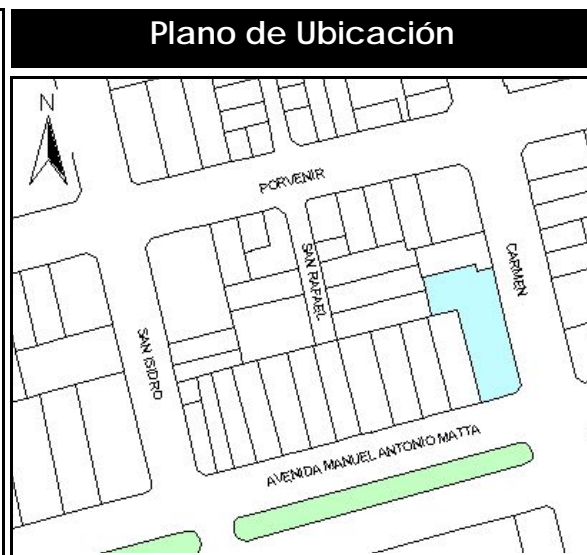 Plano de Ubicación
N
PORVENIR
SAN RAFAEL
CARMEN
SAN ISIDRO
AVENIDA MANUEL ANTONIO MATTA